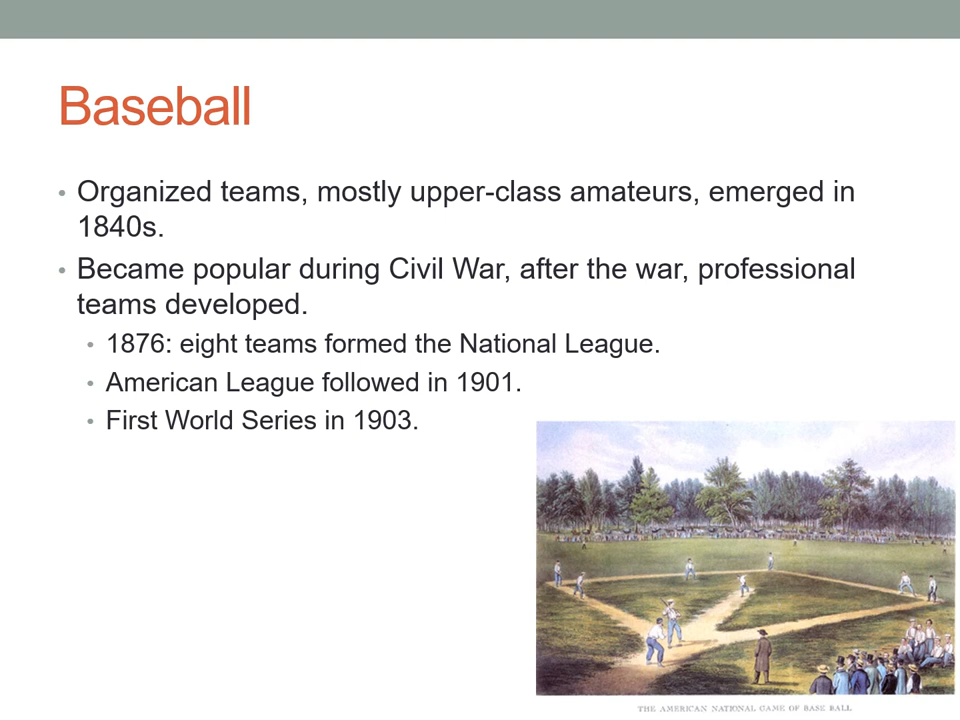 Baseball
• Organized teams, mostly upper-class amateurs, emerged in
1840s.
• Became popular during Civil War, after the war, professional
teams developed.
• 1876: eight teams formed the National League.
• American League followed in 1901.
• First World Series in 1903.
THE AMERICAN NATIONAL GAME OF BASE BALL